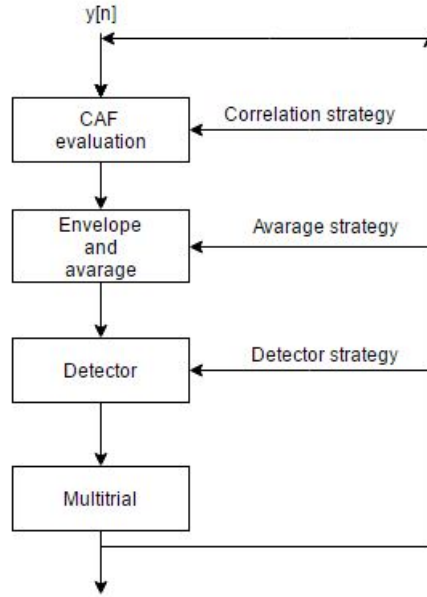 y[n]
CAF
evaluation
Correlation strategy
Envelope
and
avarage
Avarage strategy
Detector
Detector strategy
Multitrial